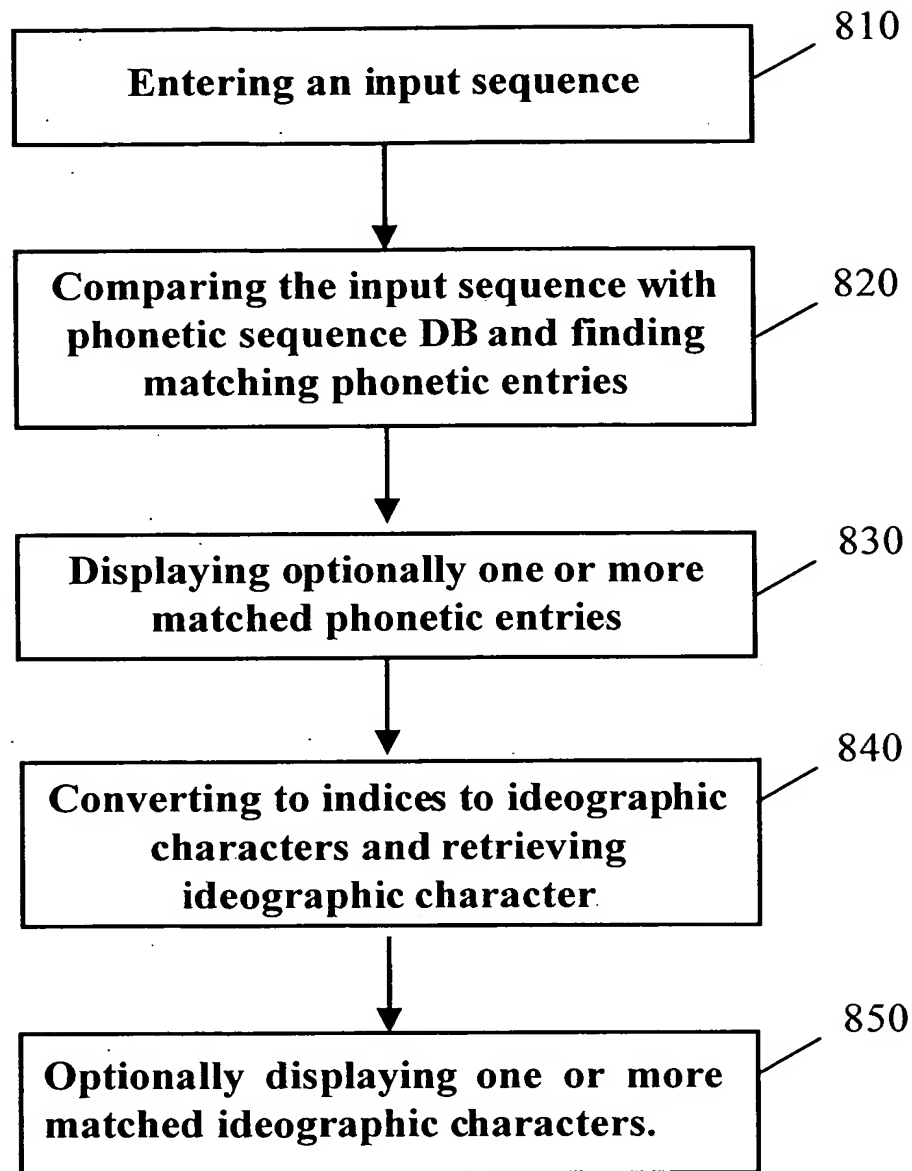 810
Entering an input sequence
820
Comparing the input sequence with
phonetic sequence DB and finding
matching phonetic entries
830
Displaying optionally one or more
matched phonetic entries
840
Converting to indices to ideographic
characters and retrieving
ideographic character
850
Optionally displaying one or more
matched ideographic characters.